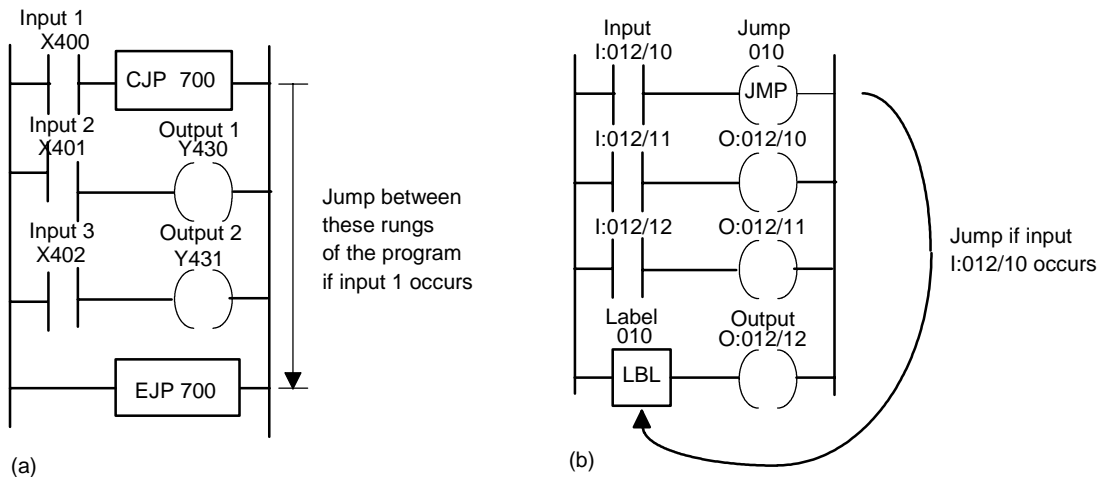 Input 1
X400
CJP 700
Input 2
X401
Output 1
Y430
Input 3
X402
Output 2
Y431
EJP 700
Jump between
these rungs
of the program
if input 1 occurs
(a)
Input
I:012/10
Jump
010
JMP
I:012/11
O:012/10
I:012/12
O:012/11
Label
010
LBL
Output
O:012/12
Jump if input
I:012/10 occurs
(b)